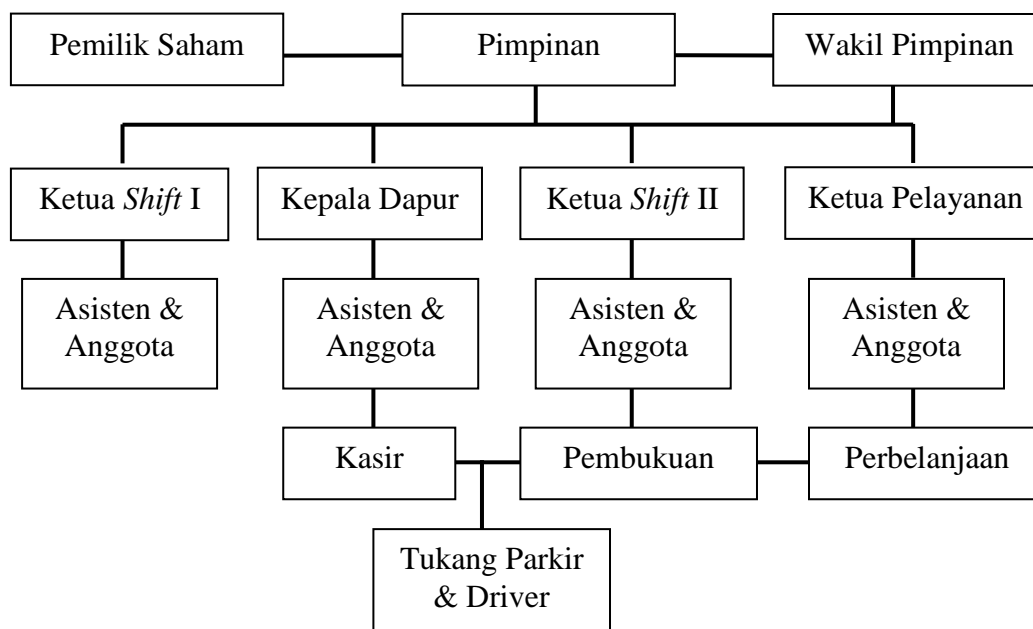 Pemilik Saham
Pimpinan
Wakil Pimpinan
Ketua Shift I
Kepala Dapur
Ketua Shift II
Ketua Pelayanan
Asisten &
Anggota
Asisten &
Anggota
Asisten &
Anggota
Asisten &
Anggota
Kasir
Pembukuan
Perbelanjaan
Tukang Parkir
& Driver